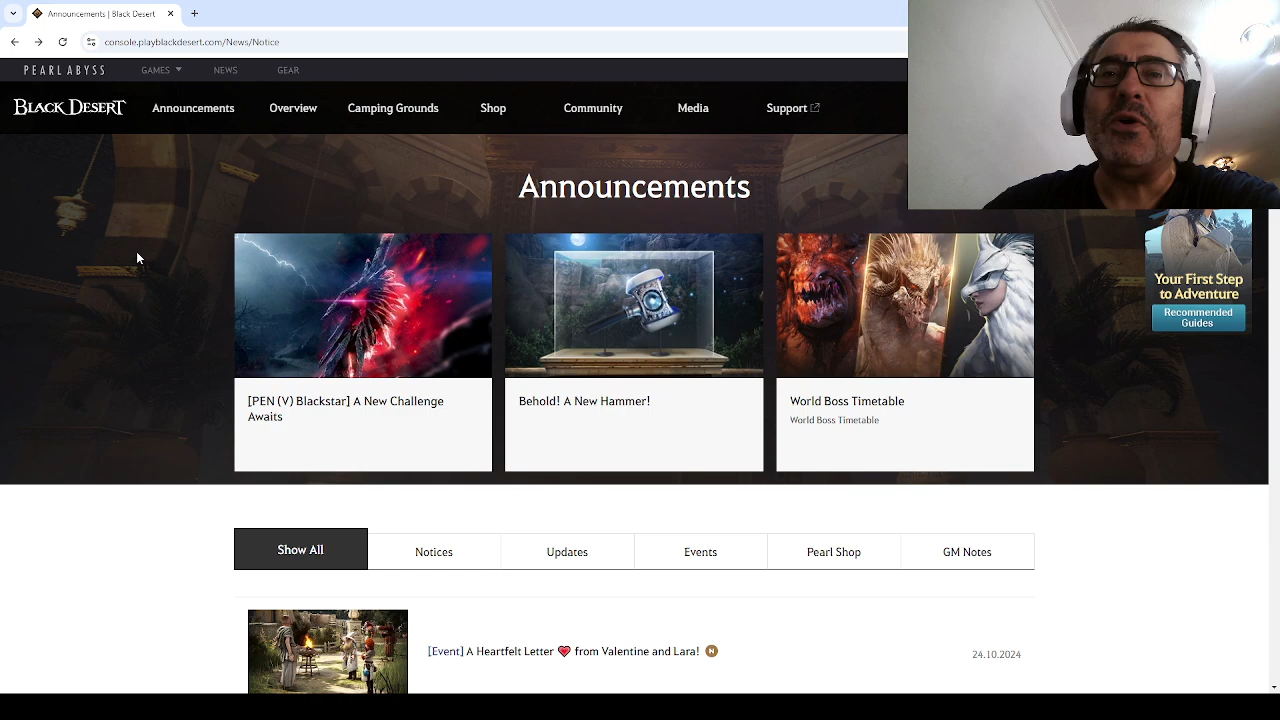 Announcements | Black Desert
console.playblackdesert.com/News/Notice
PEARL ABYSS GAMES NEWS GEAR
BLACK DESERT Announcements Overview Camping Grounds Shop Community Media Support
Announcements
Your First Step
to Adventure
Recommended
Guides
[PEN (V) Blackstar] A New Challenge
Awaits
Behold! A New Hammer!
World Boss Timetable
World Boss Timetable
Show All Notices Updates Events Pearl Shop GM Notes
[Event] A Heartfelt Letter ❤️ from Valentine and Lara! N
24.10.2024